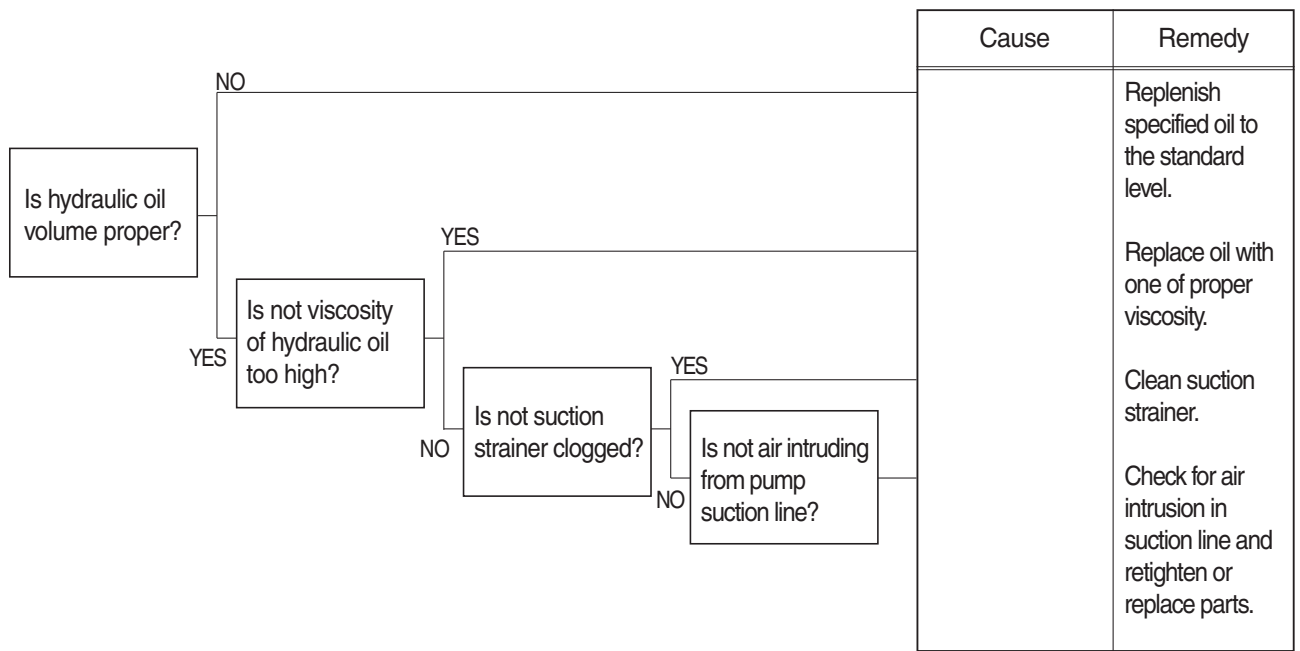 Cause
Remedy
NO
Replenish
specified oil to
the standard
level.
Is hydraulic oil
volume proper?
YES
Replace oil with
one of proper
viscosity.
YES
Is not viscosity
of hydraulic oil
too high?
YES
Clean suction
strainer.
NO
Is not suction
strainer clogged?
NO
Is not air intruding
from pump
suction line?
Check for air
intrusion in
suction line and
retighten or
replace parts.